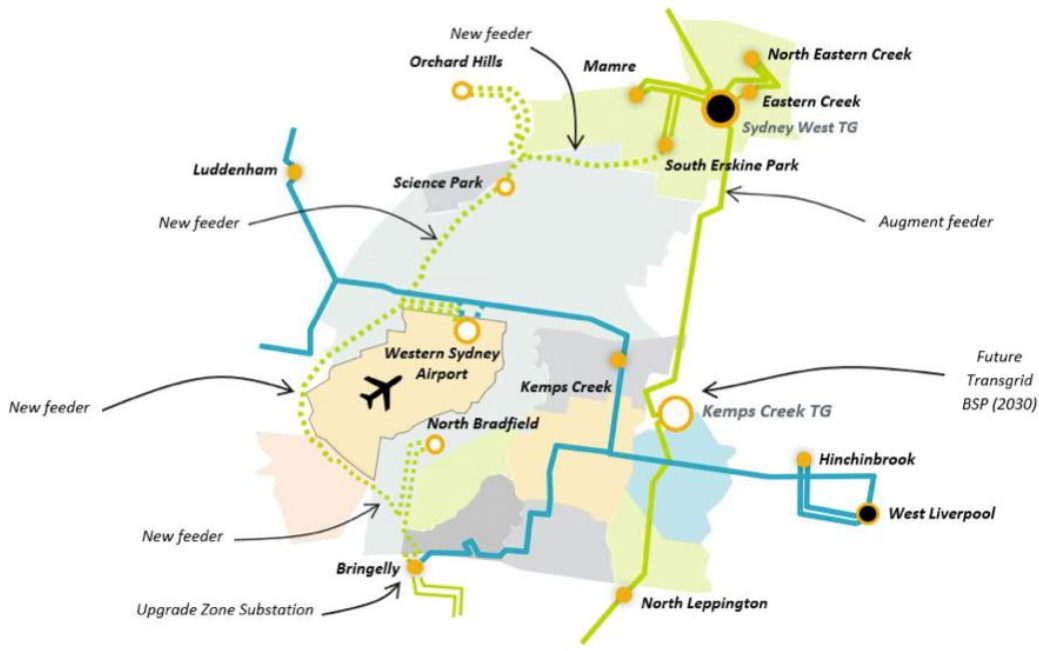 New feeder
Orchard Hills
Mamre
North Eastern Creek
Eastern Creek
Sydney West TG
South Erskine Park
Luddenham
Science Park
New feeder
Augment feeder
Western Sydney
Airport
Kemps Creek
Future
Transgrid
BSP (2030)
New feeder
Kemps Creek TG
North Bradfield
Hinchinbrook
West Liverpool
New feeder
Bringelly
Upgrade Zone Substation
North Leppington